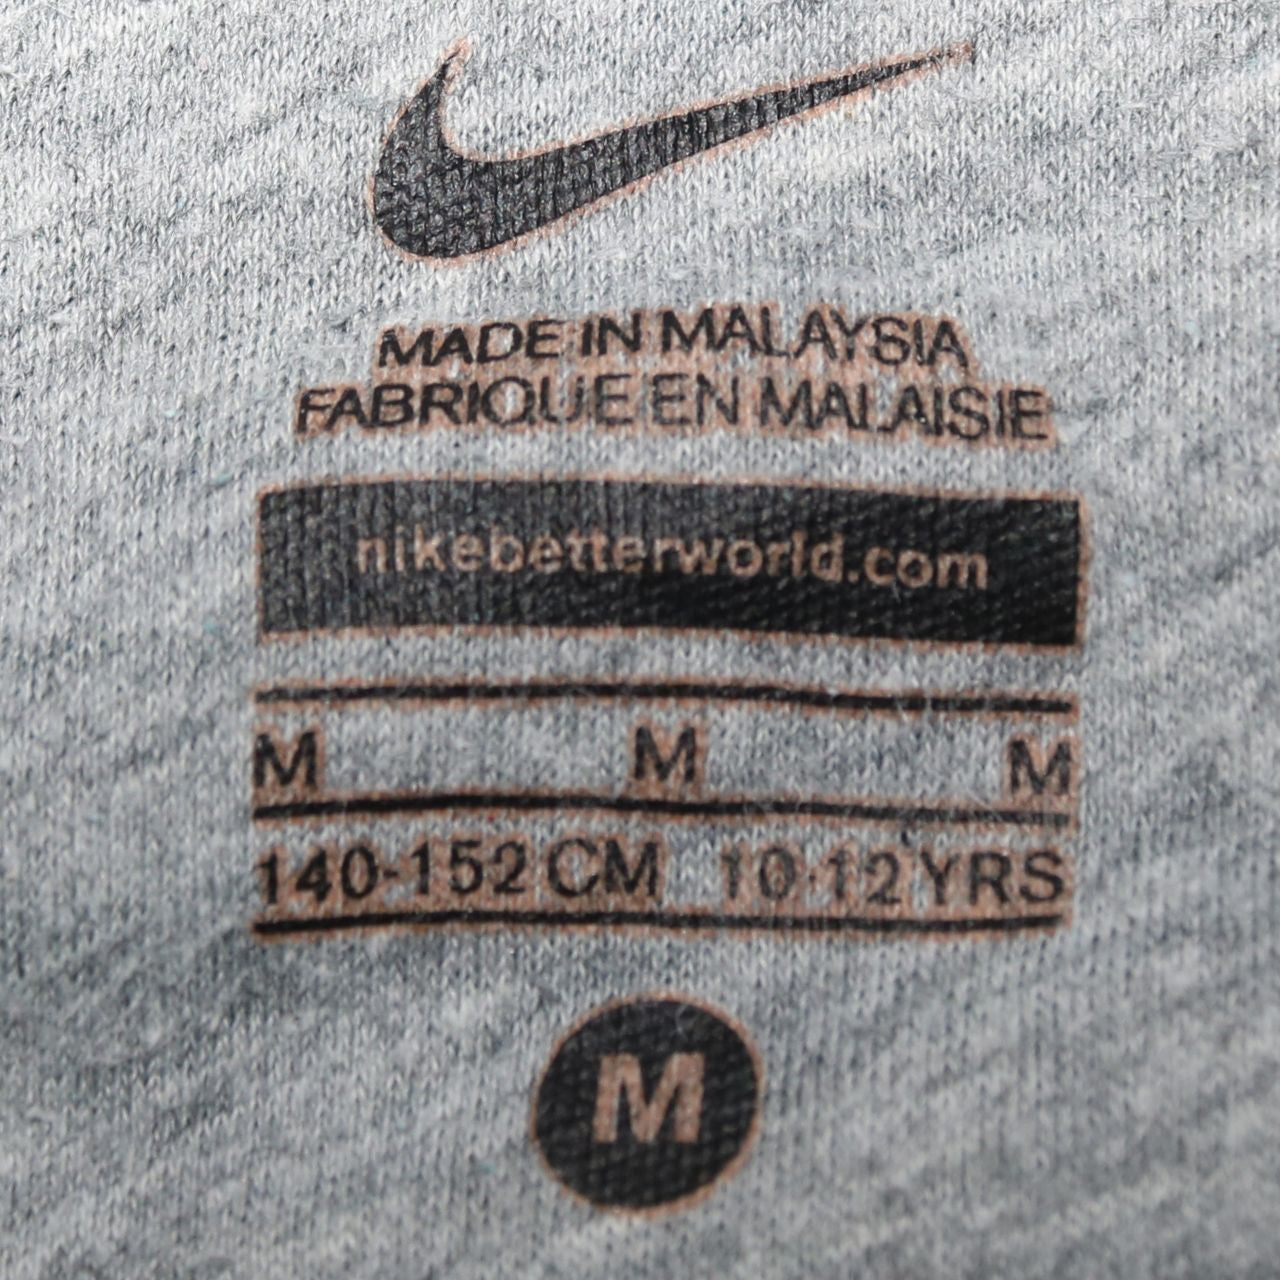 MADE IN MALAYSIA
FABRIQUE EN MALAISIE
nikebetterworld.com
M M M
140-152 CM 10-12 YRS
M